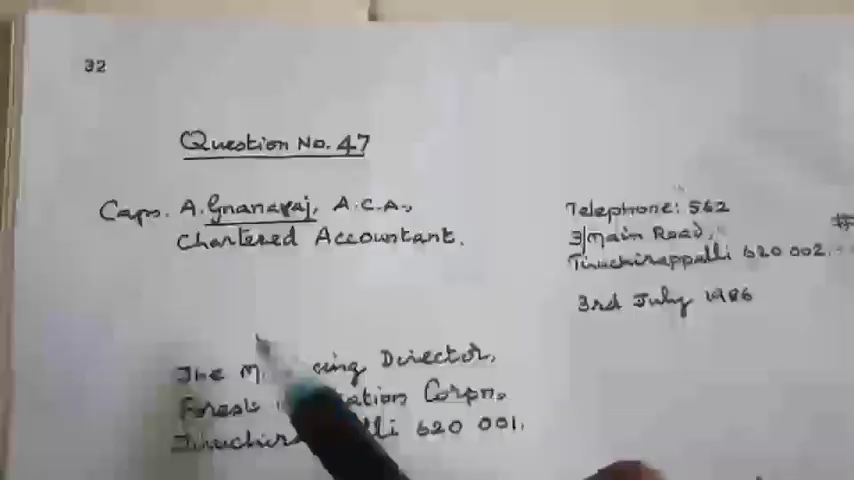 32
Question No. 47
Caps. A. Gnanaraj, A.C.A.,
Chartered Accountant.
Telephone: 562
3/Main Road,
Tiruchirappalli 620 002.
3rd July 1986
The Director,
Forest Corpn.
620 001.